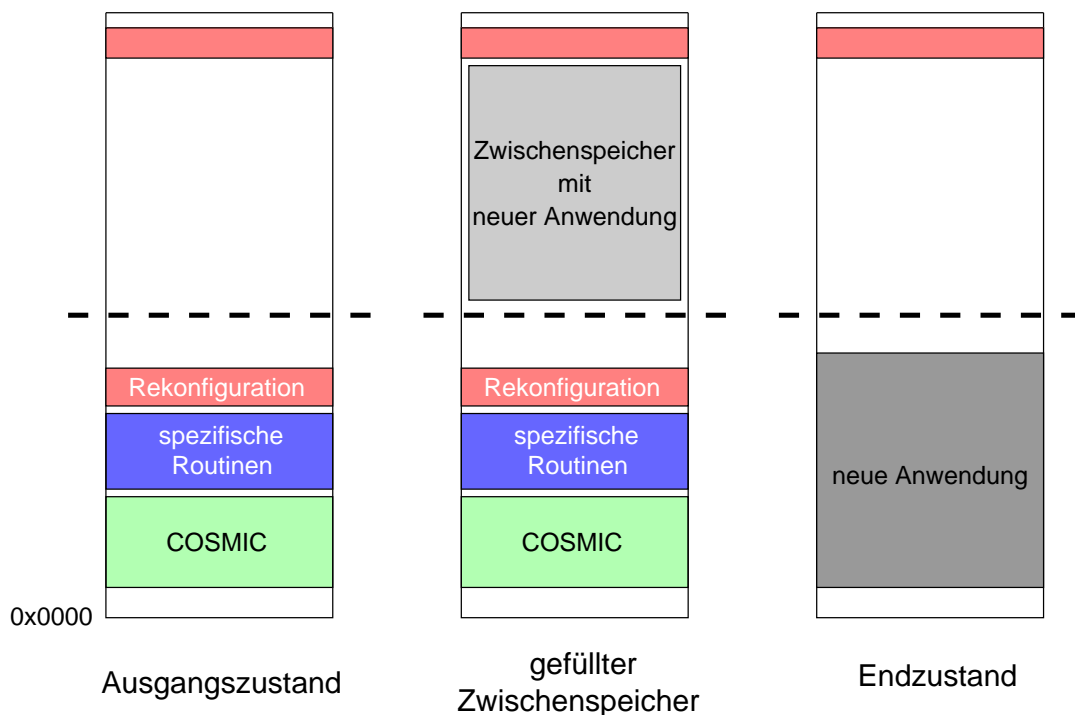 Zwischenspeicher
mit
neuer Anwendung
Rekonfiguration
spezifische
Routinen
COSMIC
Rekonfiguration
spezifische
Routinen
COSMIC
neue Anwendung
0x0000
Ausgangszustand
gefüllter
Zwischenspeicher
Endzustand